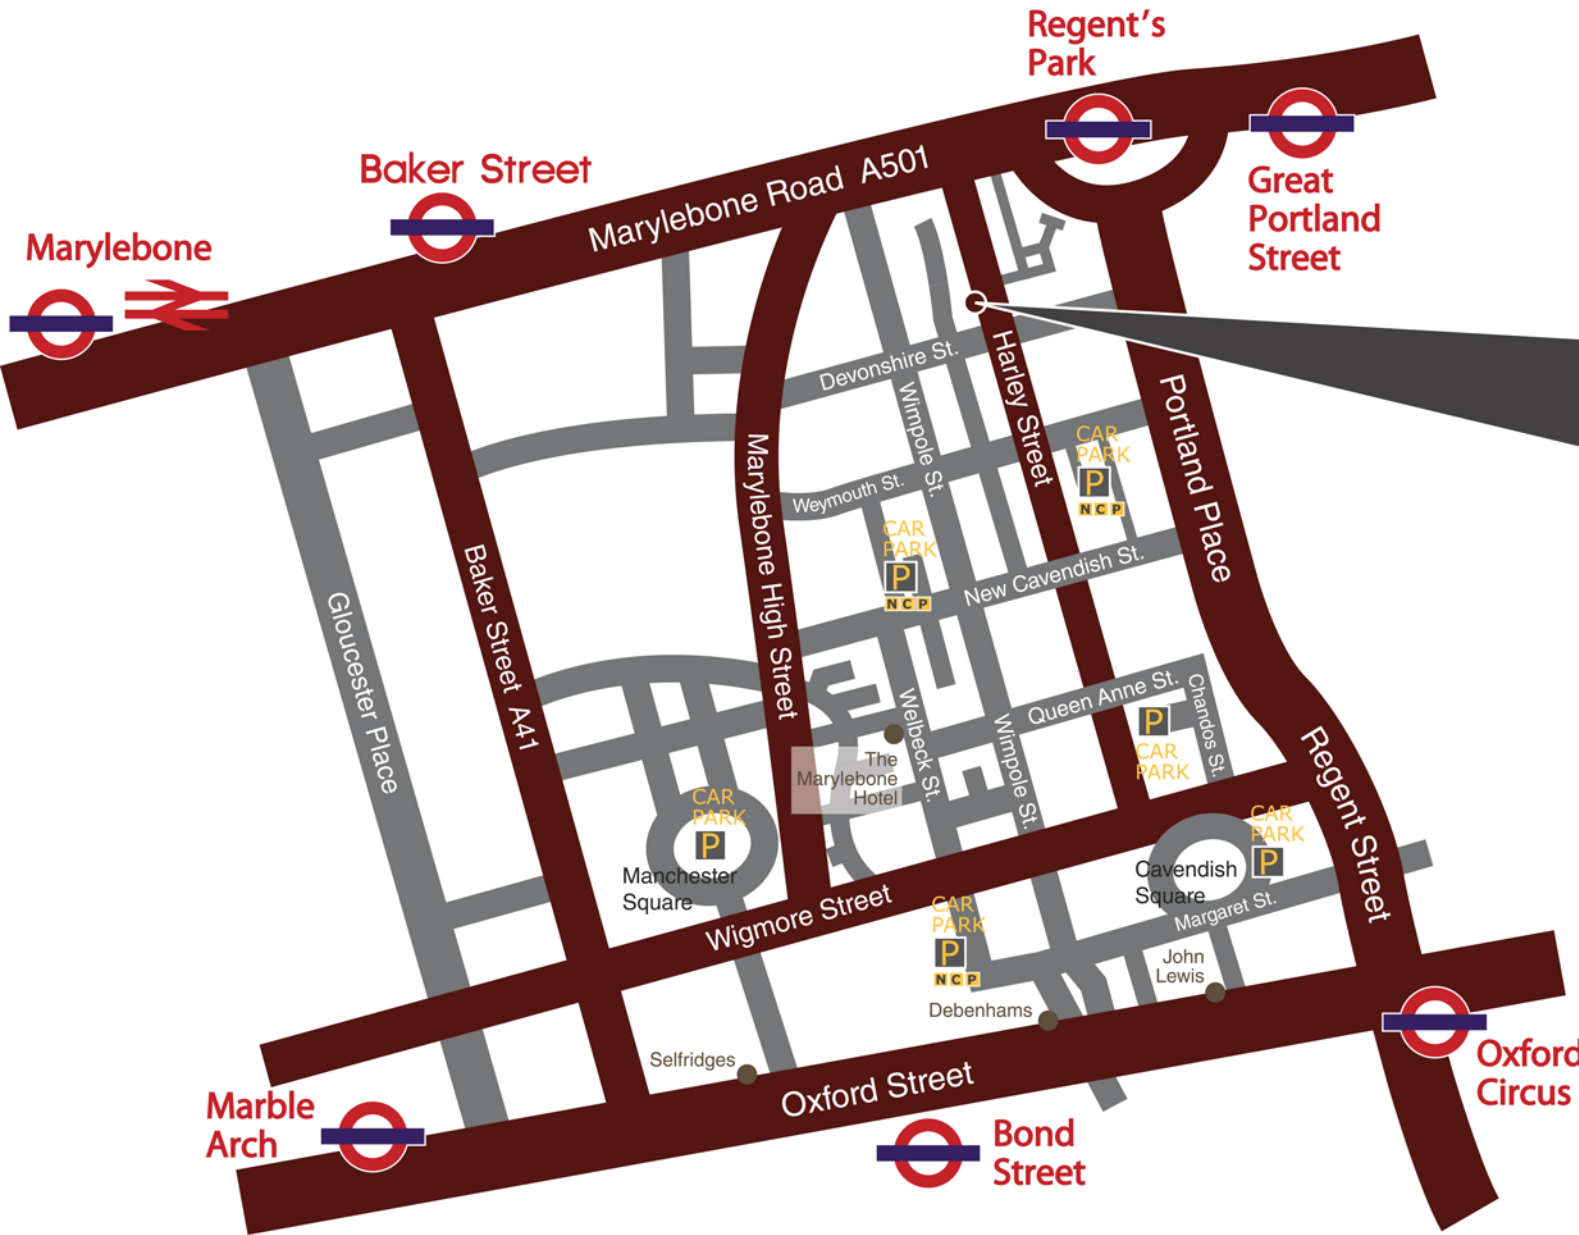 Regent's
Park
Baker Street
Marylebone Road A501
Great
Portland
Street
Marylebone
Devonshire St.
Harley Street
Wimpole St.
Portland Place
CAR
PARK
P
NCP
Marylebone High Street
Weymouth St.
CAR
PARK
P
NCP
New Cavendish St.
Baker Street A41
Gloucester Place
Queen Anne St.
Chandos St.
Welbeck St.
Wimpole St.
P
CAR
PARK
The
Marylebone
Hotel
Regent Street
CAR
PARK
P
Manchester
Square
CAR
PARK
P
Cavendish
Square
Margaret St.
Wigmore Street
CAR
PARK
P
NCP
John
Lewis
Debenhams
Selfridges
Oxford Street
Oxford
Circus
Marble
Arch
Bond
Street